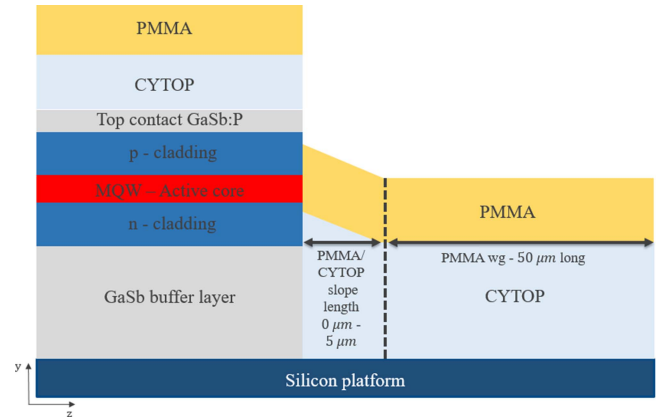 PMMA
CYTOP
Top contact GaSb:P
p - cladding
MQW – Active core
n - cladding
GaSb buffer layer
PMMA/
CYTOP
slope
length
0 μm -
5 μm
PMMA
PMMA wg - 50 μm long
CYTOP
Silicon platform
y
z